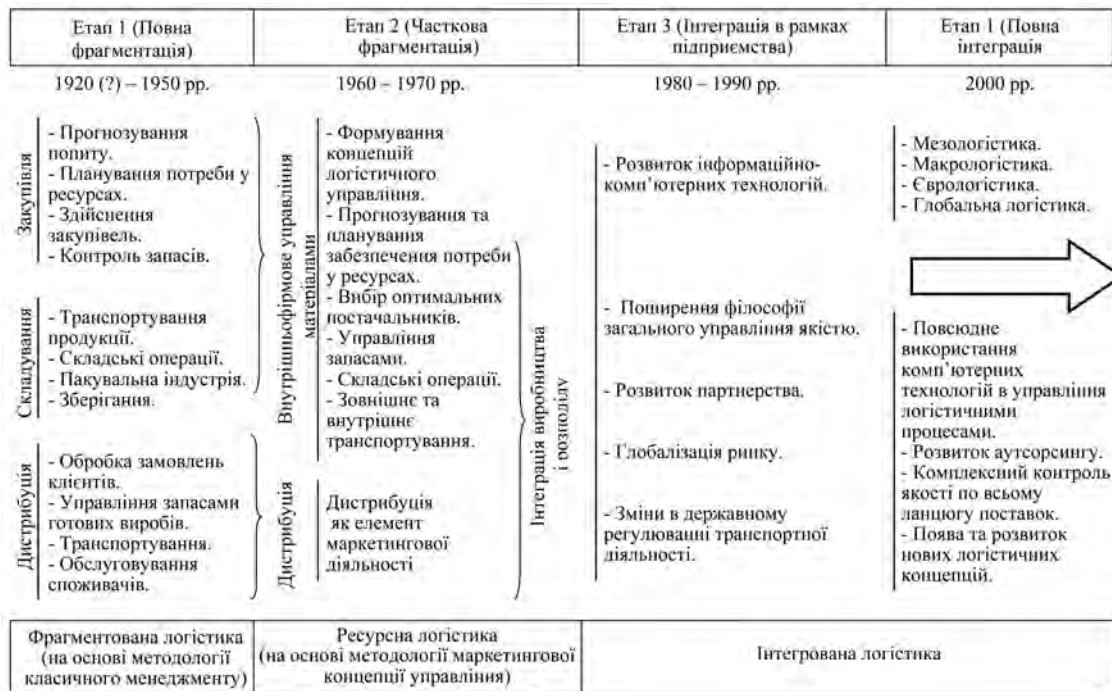 Етап 1 (Повна
фрагментація)
Етап 2 (Часткова
фрагментація)
Етап 3 (Інтеграція в рамках
підприємства)
Етап 1 (Повна
інтеграція
1920 (?) – 1950 рр.
1960 – 1970 рр.
1980 – 1990 рр.
2000 рр.
Закупівля
- Прогнозування
попиту.
- Планування потреби у
ресурсах.
- Здійснення
закупівель.
- Контроль запасів.
Складування
- Транспортування
продукції.
- Складські операції.
- Пакувальна індустрія.
- Зберігання.
Дистрибуція
- Обробка замовлень
клієнтів.
- Управління запасами
готових виробів.
- Транспортування.
- Обслуговування
споживачів.
Внутрішньофірмове управління
матеріалами
- Формування
концепцій
логістичного
управління.
- Прогнозування та
планування
забезпечення потреби
у ресурсах.
- Вибір оптимальних
постачальників.
- Управління
запасами.
- Складські операції.
- Зовнішнє та
внутрішнє
транспортування.
Дистрибуція
Дистрибуція
як елемент
маркетингової
діяльності
Інтеграція виробництва
і розподілу
- Розвиток інформаційно-
комп’ютерних технологій.
- Поширення філософії
загального управління якістю.
- Розвиток партнерства.
- Глобалізація ринку.
- Зміни в державному
регулюванні транспортної
діяльності.
- Мезологістика.
- Макрологістика.
- Єврологістика.
- Глобальна логістика.
- Повсюдне
використання
комп’ютерних
технологій в управління
логістичними
процесами.
- Розвиток аутсорсингу.
- Комплексний контроль
якості по всьому
ланцюгу поставок.
- Поява та розвиток
нових логістичних
концепцій.
Фрагментована логістика
(на основі методології
класичного менеджменту)
Ресурсна логістика
(на основі методології маркетингової
концепції управління)
Інтегрована логістика